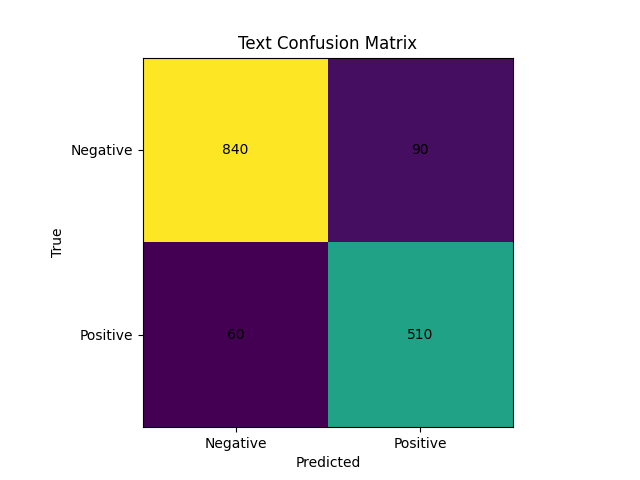 Text Confusion Matrix
Negative
840
90
True
Positive
60
510
Negative
Positive
Predicted